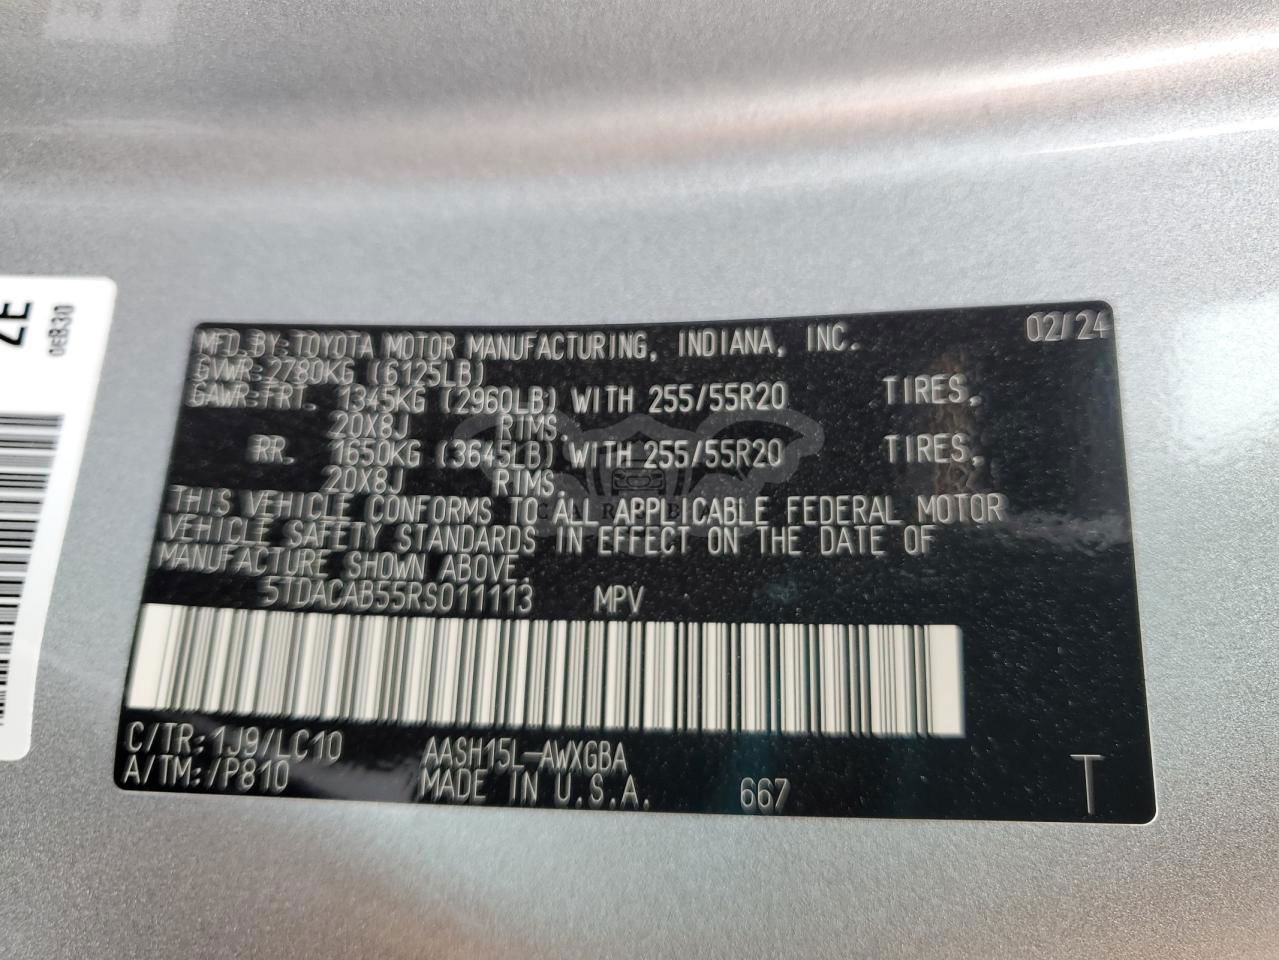 MFD.BY:TOYOTA MOTOR MANUFACTURING, INDIANA, INC. 02/24
GVWR:2780KG (6125LB)
GAWR:FRT. 1345KG (2960LB) WITH 255/55R20 TIRES,
20X8J RIMS.
RR. 1650KG (3645LB) WITH 255/55R20 TIRES,
20X8J RIMS.
THIS VEHICLE CONFORMS TO ALL APPLICABLE FEDERAL MOTOR
VEHICLE SAFETY STANDARDS IN EFFECT ON THE DATE OF
MANUFACTURE SHOWN ABOVE.
5TDACAB55RS011113 MPV
C/TR:1J9/LC10 AASH15L-AWXGBA
A/TM:/P810 MADE IN U.S.A. 667 T
ZE
0EB30